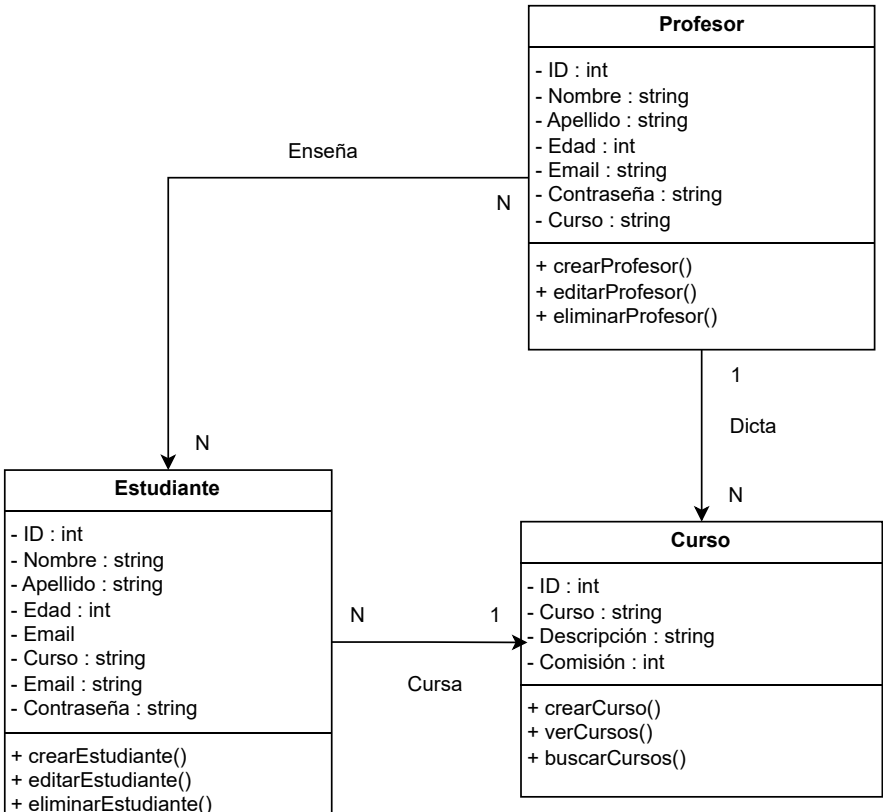 Profesor
- ID : int
- Nombre : string
- Apellido : string
- Edad : int
- Email : string
- Contraseña : string
- Curso : string
+ crearProfesor()
+ editarProfesor()
+ eliminarProfesor()
Enseña
N
N
1
Dicta
N
Estudiante
- ID : int
- Nombre : string
- Apellido : string
- Edad : int
- Email
- Curso : string
- Email : string
- Contraseña : string
+ crearEstudiante()
+ editarEstudiante()
+ eliminarEstudiante()
N
1
Cursa
Curso
- ID : int
- Curso : string
- Descripción : string
- Comisión : int
+ crearCurso()
+ verCursos()
+ buscarCursos()